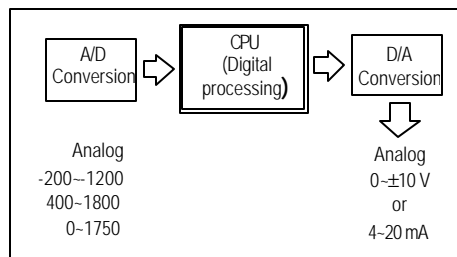 A/D
Conversion
CPU
(Digital
processing)
D/A
Conversion
Analog
-200~-1200
400~1800
0~1750
Analog
0~±10 V
or
4~20 mA